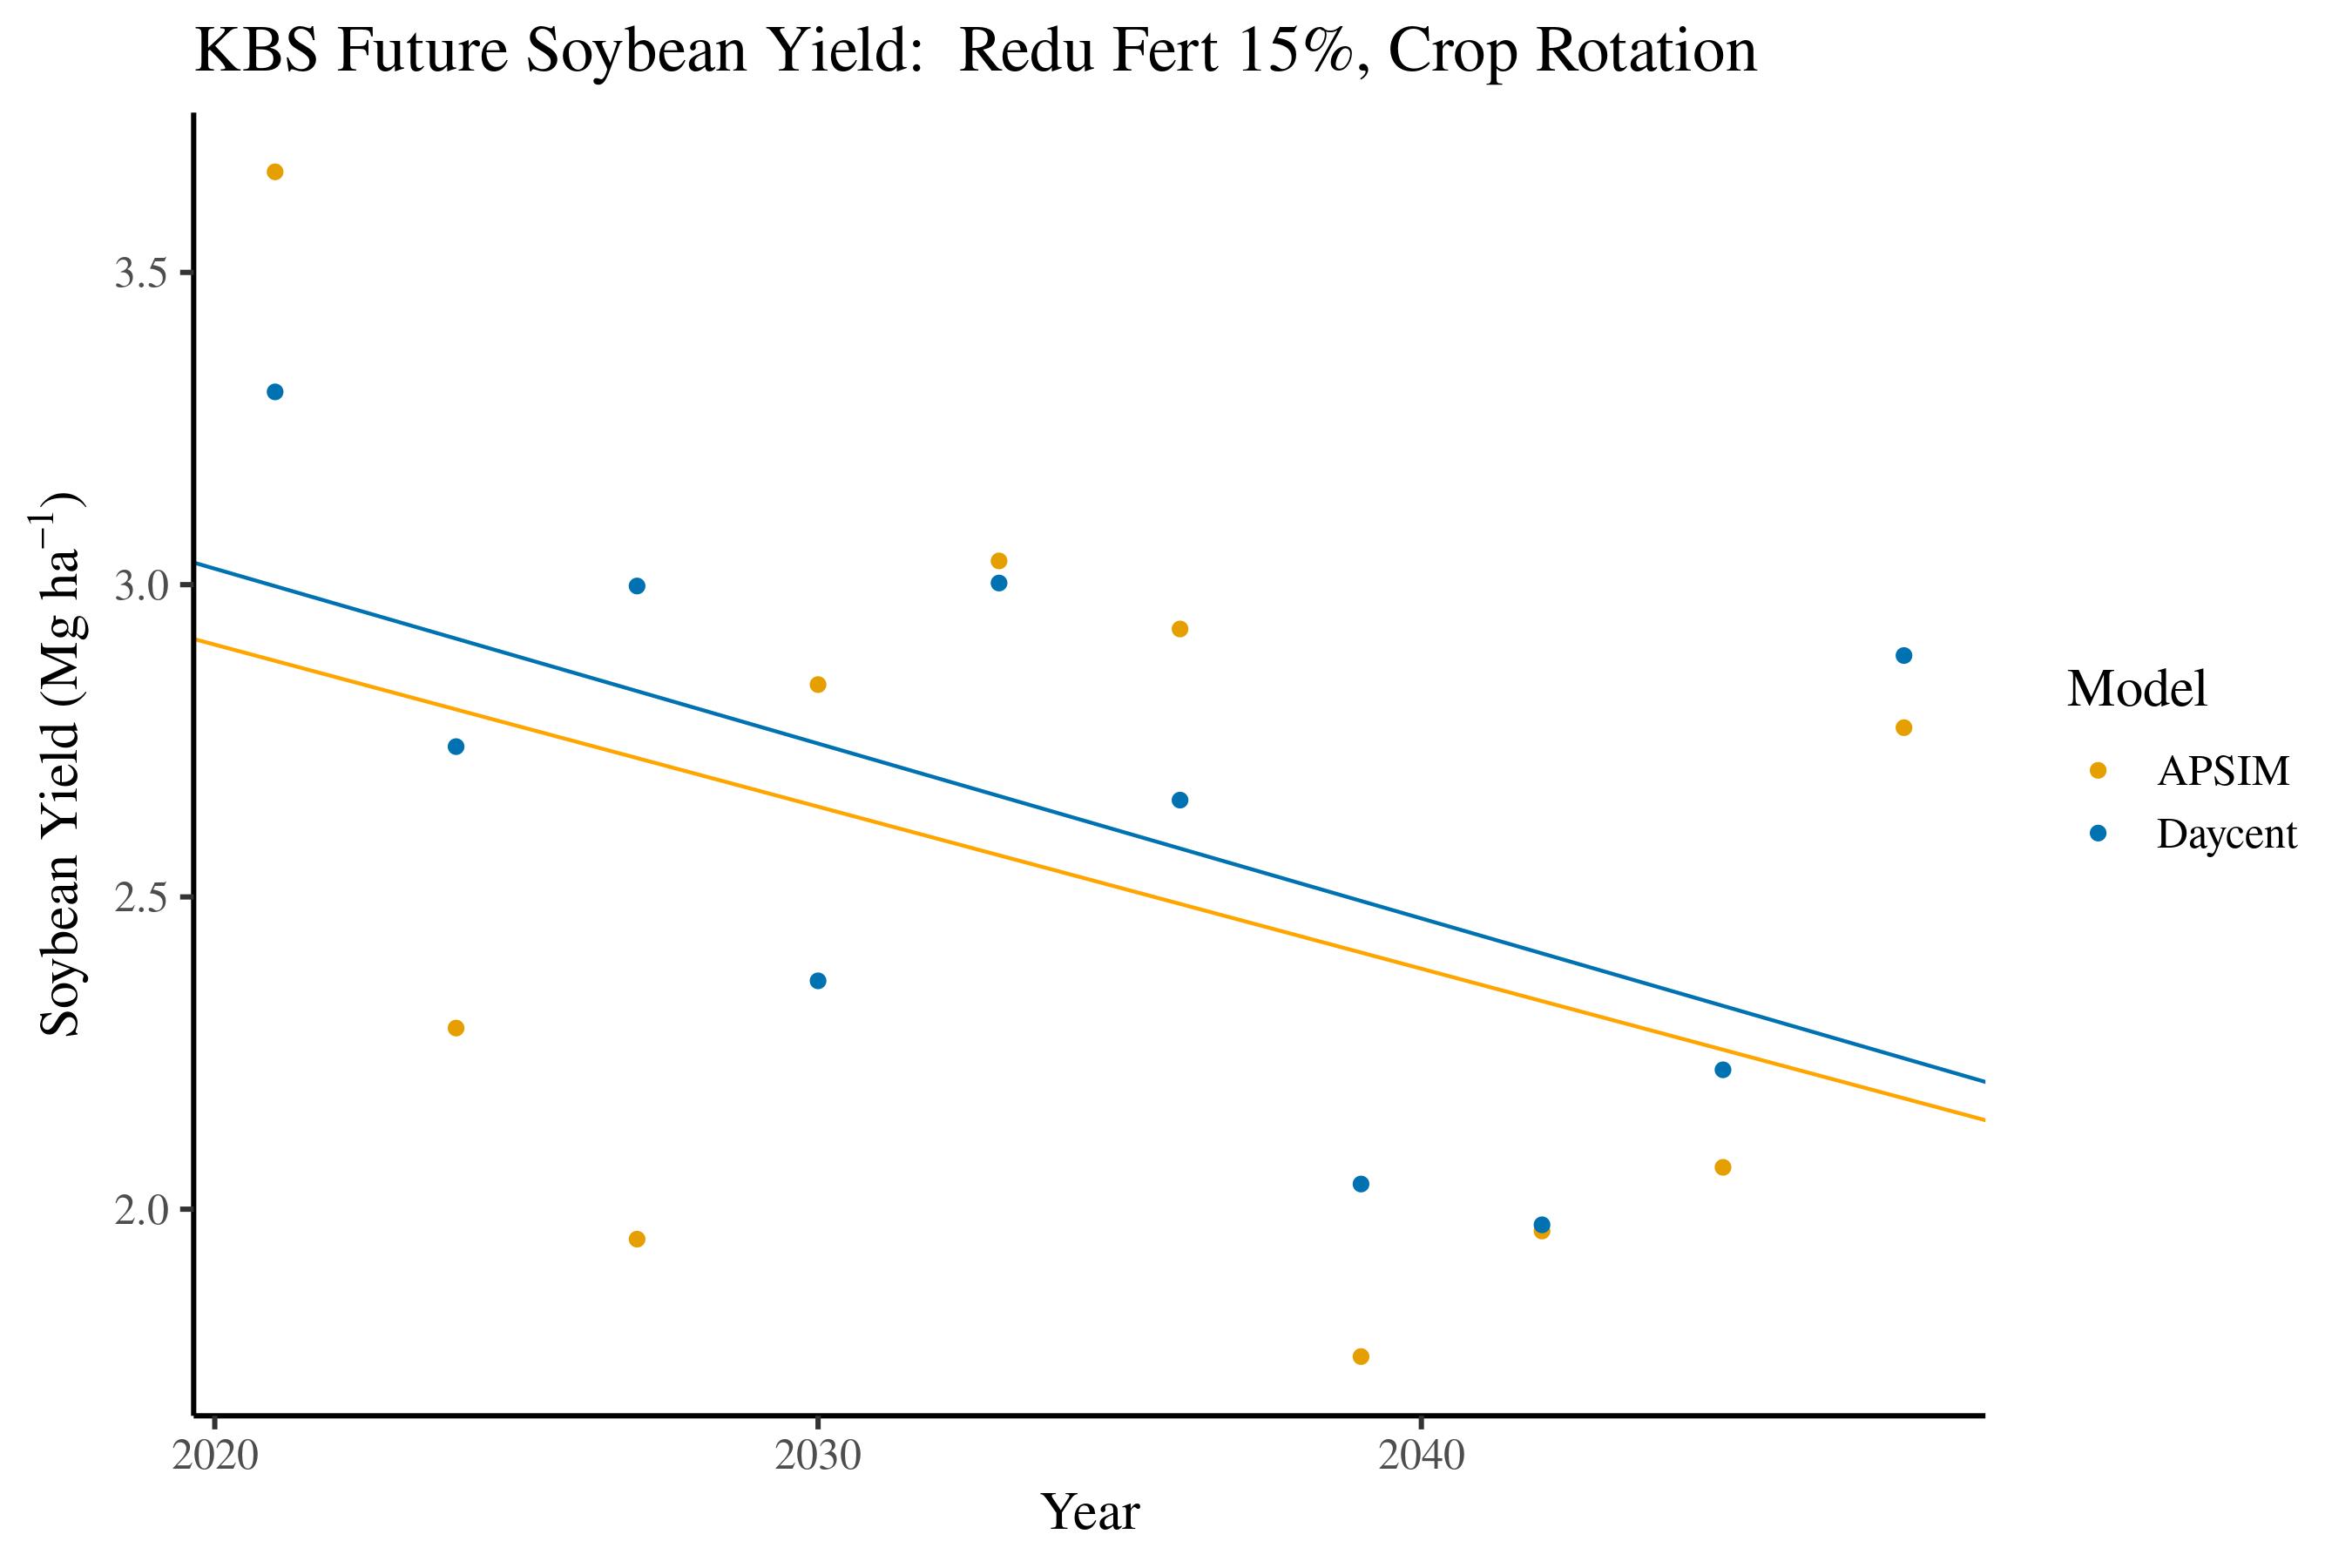 KBS Future Soybean Yield:  Redu Fert 15%, Crop Rotation
Soybean Yield (Mg ha⁻¹)
3.5
3.0
2.5
2.0
2020
2030
2040
Year
Model
APSIM
Daycent